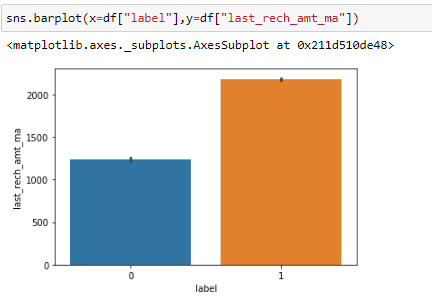 sns.barplot(x=df["label"],y=df["last_rech_amt_ma"])
<matplotlib.axes._subplots.AxesSubplot at 0x211d510de48>
2000
1500
1000
500
0
last_rech_amt_ma
0 1
label